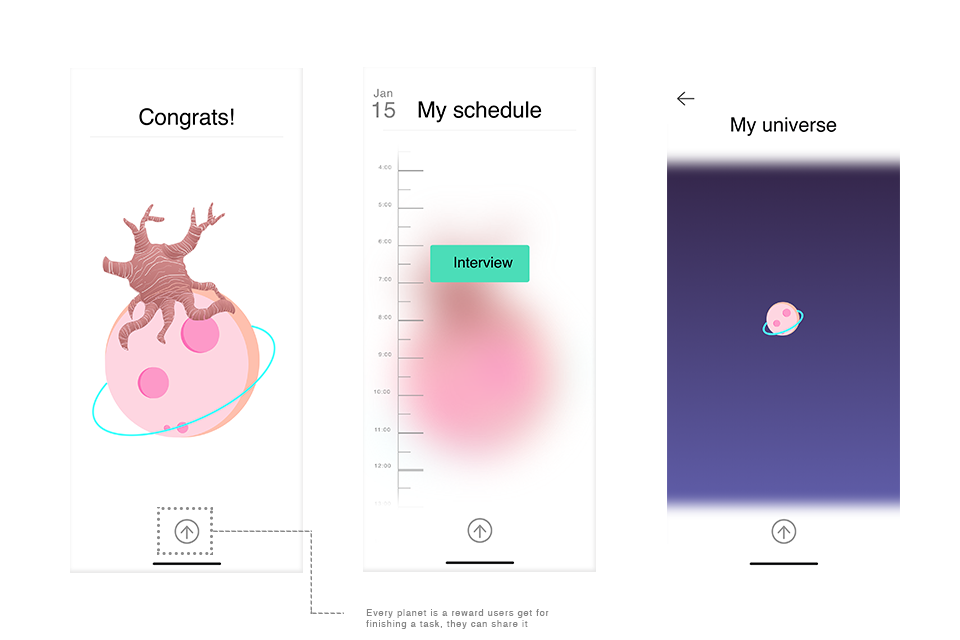 Congrats!
Jan
15
My schedule
4:00
5:00
6:00
Interview
7:00
8:00
9:00
10:00
11:00
12:00
My universe
Every planet is a reward users get for
finishing a task, they can share it